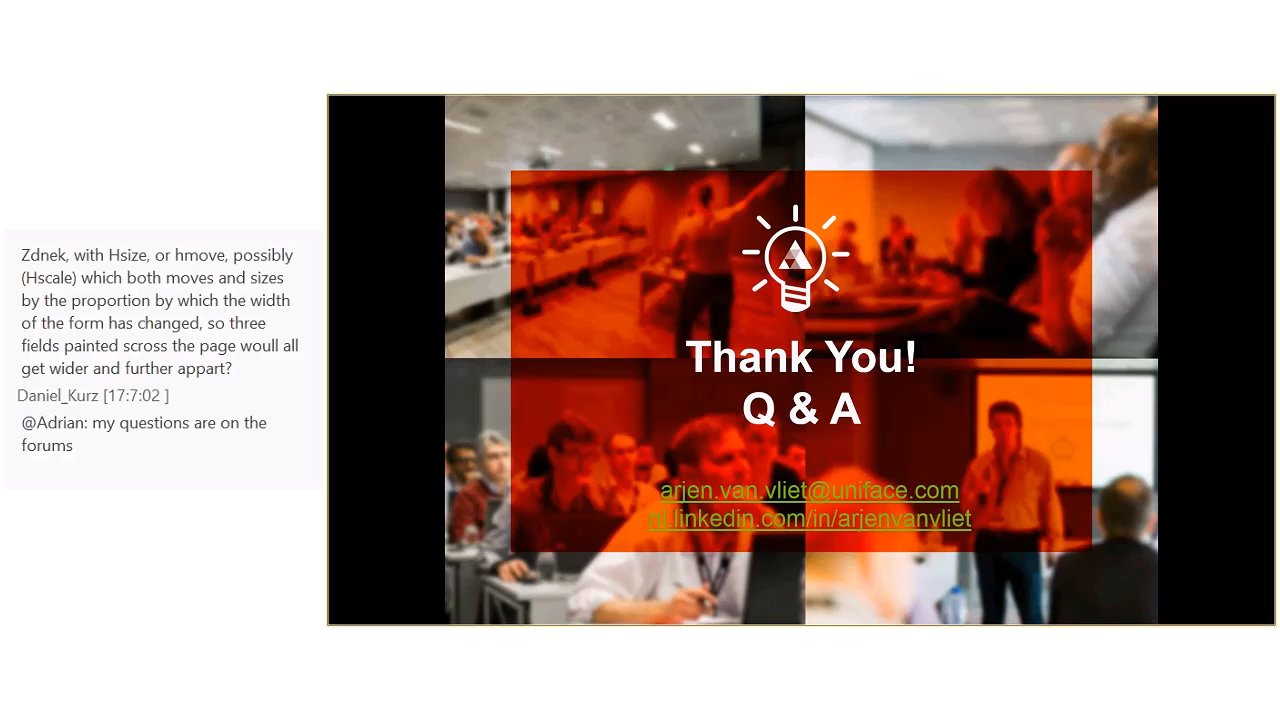 Zdnek, with Hsize, or hmove, possibly
(Hscale) which both moves and sizes
by the proportion by which the width
of the form has changed, so three
fields painted scross the page woull all
get wider and further appart?
Daniel_Kurz [17:7:02 ]
@Adrian: my questions are on the
forums
Thank You!
Q & A
arjen.van.vliet@uniface.com
nl.linkedin.com/in/arjenvanvliet